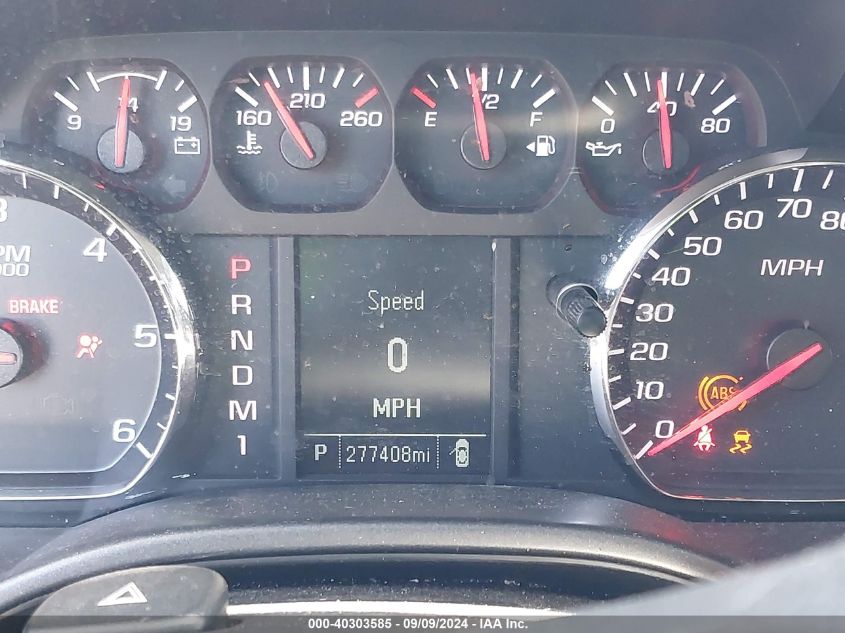 9 14 19
160 210 260
E 1/2 F
0 40 80
3 4 5 6
PM
000
BRAKE
P
R
N
D
M
1
Speed
0
MPH
P 277408mi
0 10 20 30 40 50 60 70 80
MPH
ABS
000-40303585 - 09/09/2024 - IAA Inc.